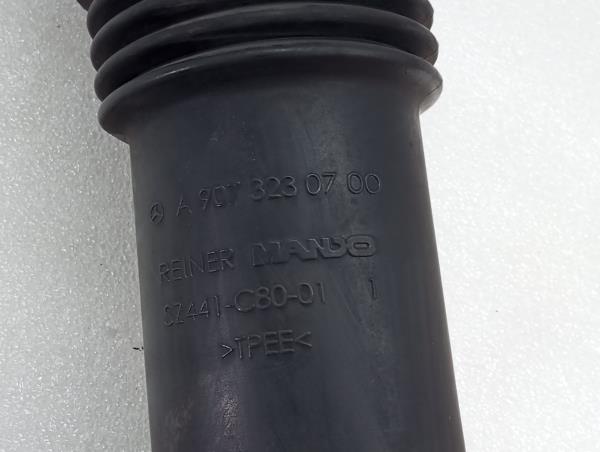 A 907 323 07 00
REINER MANDO
SZ441-C80-01 1
>TPEE<